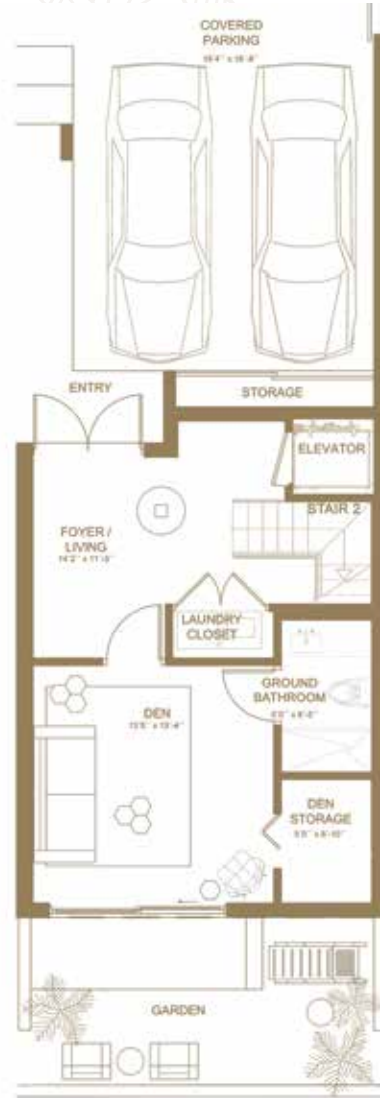 COVERED
PARKING
ENTRY
STORAGE
ELEVATOR
STAIR 2
FOYER /
LIVING
LAUNDRY
CLOSET
GROUND
BATHROOM
DEN
DEN
STORAGE
GARDEN